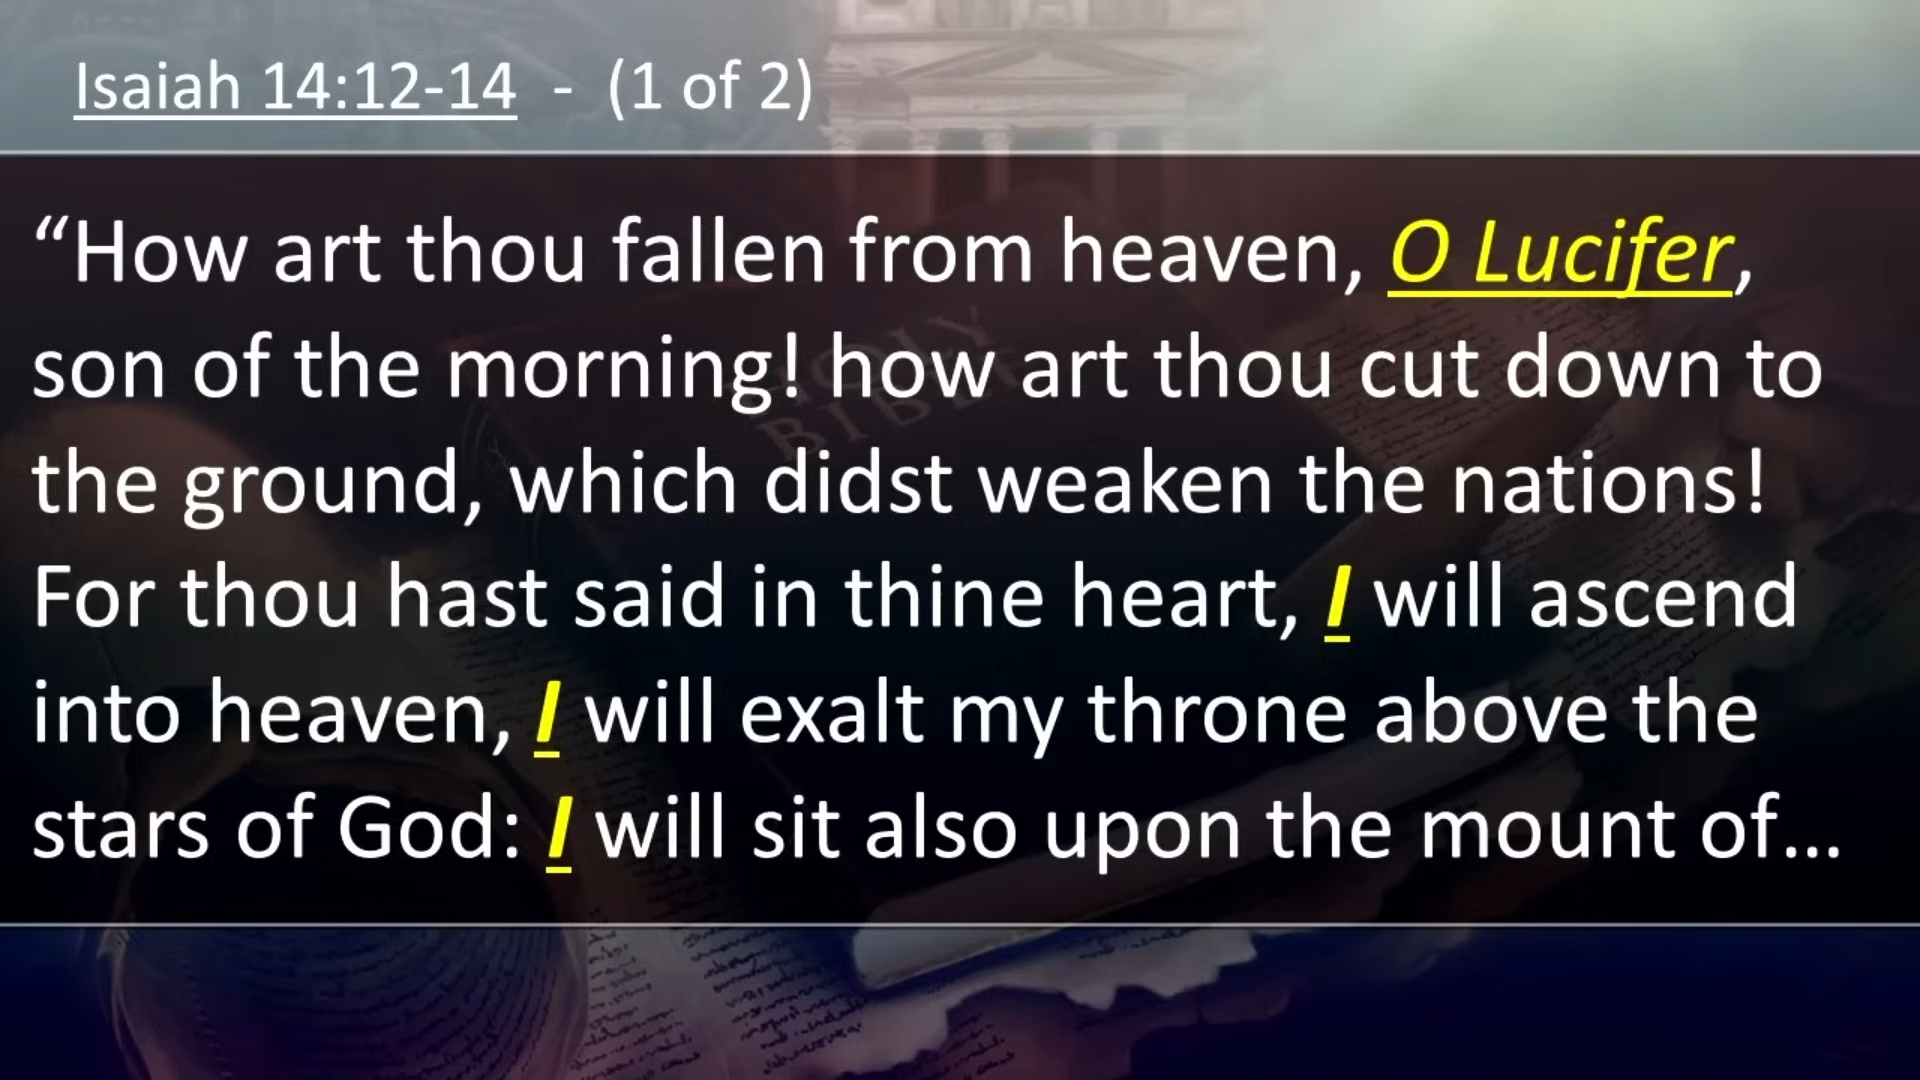 Isaiah 14:12-14 - (1 of 2)
“How art thou fallen from heaven, O Lucifer,
son of the morning! how art thou cut down to
the ground, which didst weaken the nations!
For thou hast said in thine heart, I will ascend
into heaven, I will exalt my throne above the
stars of God: I will sit also upon the mount of...
HOLY
BIBLE